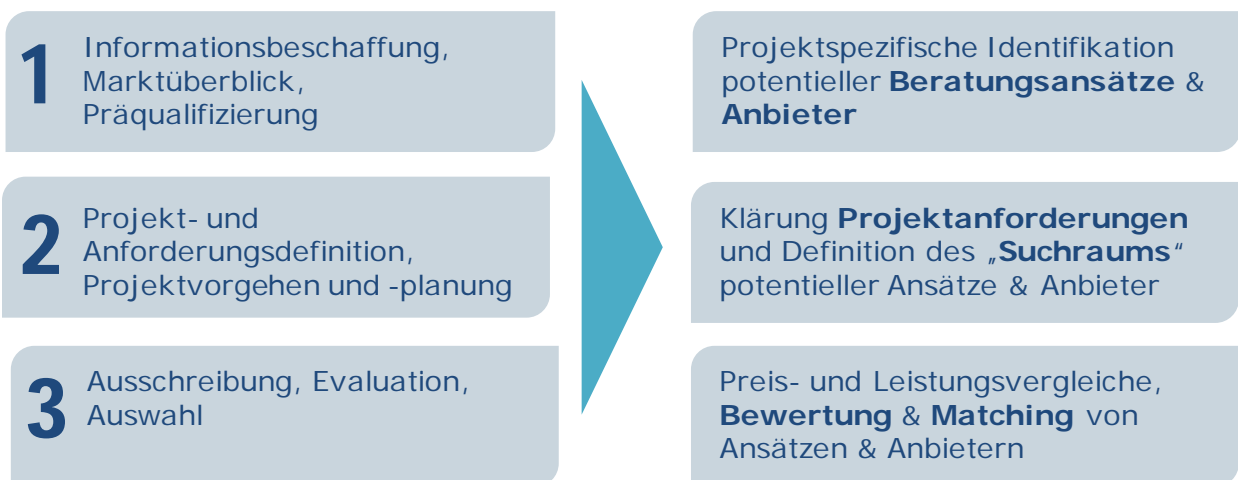 1
Informationsbeschaffung,
Marktüberblick,
Präqualifizierung
Projektspezifische Identifikation
potentieller Beratungsansätze &
Anbieter
2
Projekt- und
Anforderungsdefinition,
Projektvorgehen und -planung
Klärung Projektanforderungen
und Definition des „Suchraums“
potentieller Ansätze & Anbieter
3
Ausschreibung, Evaluation,
Auswahl
Preis- und Leistungsvergleiche,
Bewertung & Matching von
Ansätzen & Anbietern